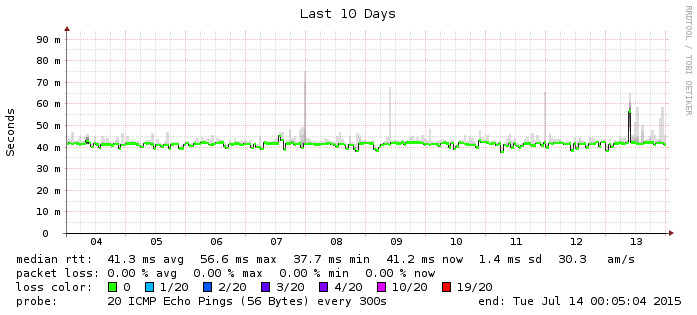 Last 10 Days
RRDTOOL / TOBI OETIKER
Seconds
90 m
80 m
70 m
60 m
50 m
40 m
30 m
20 m
10 m
0
04 05 06 07 08 09 10 11 12 13
median rtt: 41.3 ms avg 56.6 ms max 37.7 ms min 41.2 ms now 1.4 ms sd 30.3 am/s
packet loss: 0.00 % avg 0.00 % max 0.00 % min 0.00 % now
loss color: 0 1/20 2/20 3/20 4/20 10/20 19/20
probe: 20 ICMP Echo Pings (56 Bytes) every 300s end: Tue Jul 14 00:05:04 2015